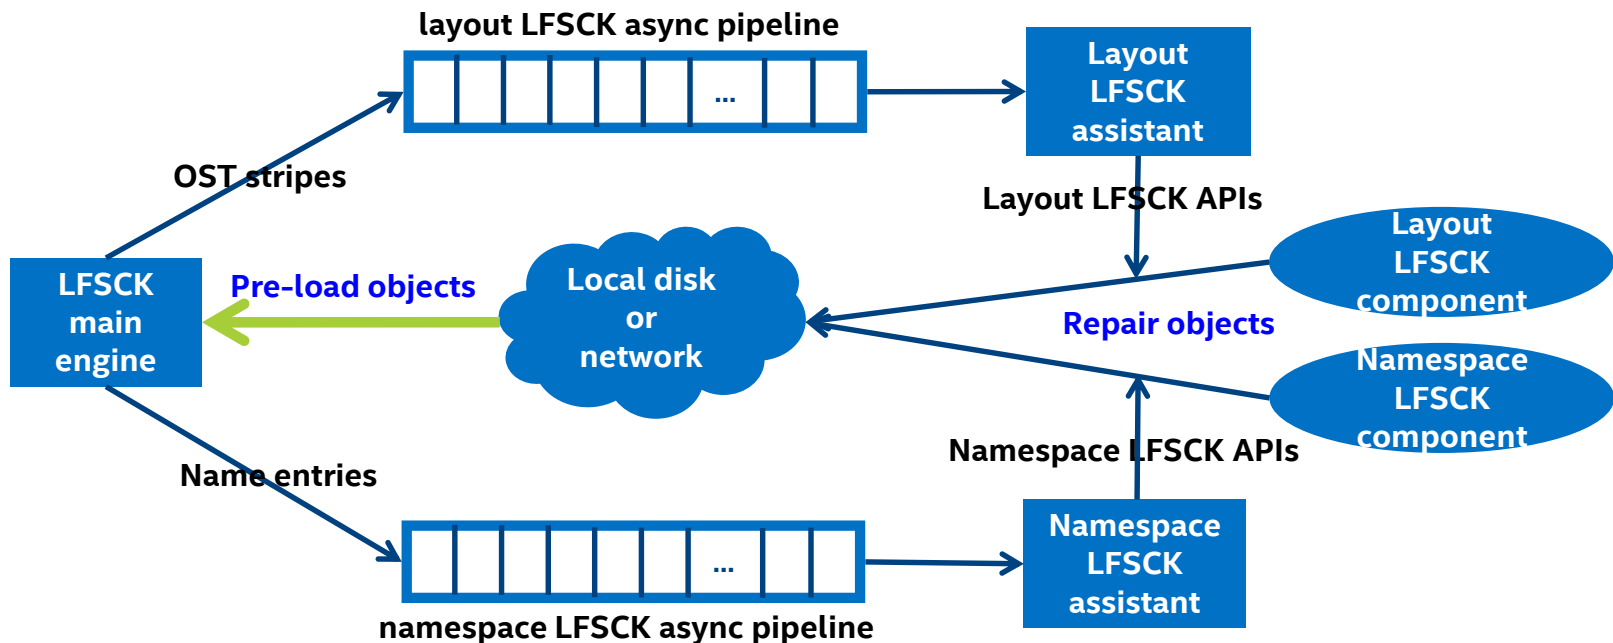 layout LFSCK async pipeline
...
Layout
LFSCK
assistant
OST stripes
Layout LFSCK APIs
Layout
LFSCK
component
LFSCK
main
engine
Pre-load objects
Local disk
or
network
Repair objects
Namespace
LFSCK
component
Name entries
Namespace LFSCK APIs
...
Namespace
LFSCK
assistant
namespace LFSCK async pipeline